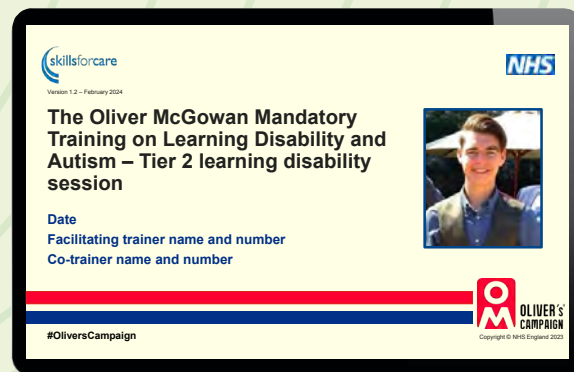 skillsforcare
NHS
Version 1.2 – February 2024
The Oliver McGowan Mandatory
Training on Learning Disability and
Autism – Tier 2 learning disability
session
Date
Facilitating trainer name and number
Co-trainer name and number
OM
OLIVER's
CAMPAIGN
#OliversCampaign
Copyright © NHS England 2023